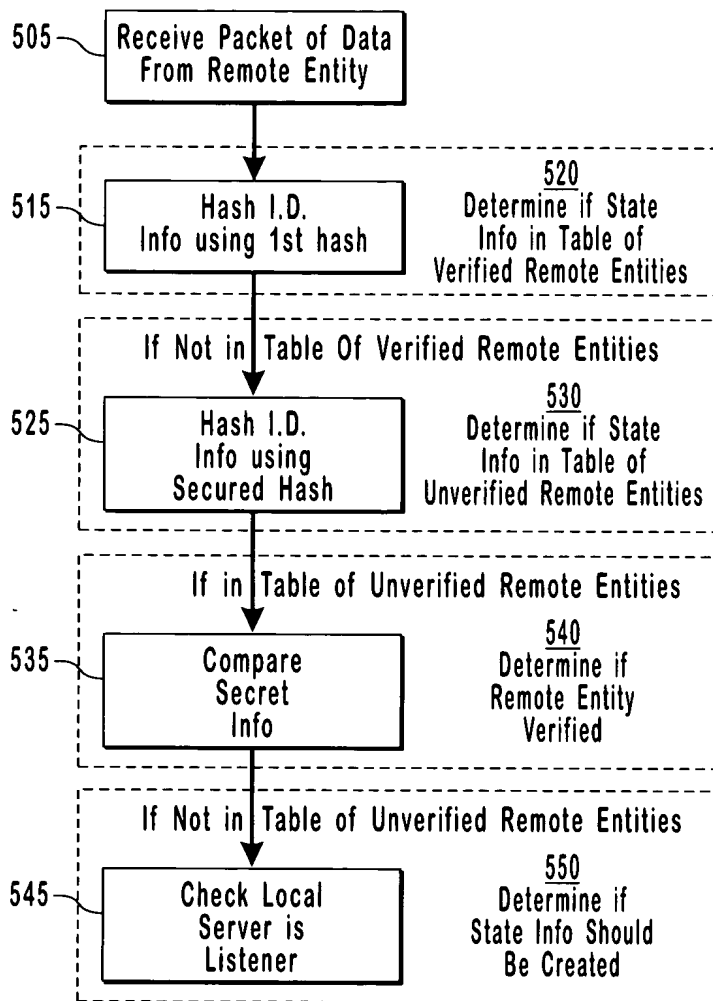 505
Receive Packet of Data
From Remote Entity
515
Hash I.D.
Info using 1st hash
520
Determine if State
Info in Table of
Verified Remote Entities
If Not in Table Of Verified Remote Entities
525
Hash I.D.
Info using
Secured Hash
530
Determine if State
Info in Table of
Unverified Remote Entities
If in Table of Unverified Remote Entities
535
Compare
Secret
Info
540
Determine if
Remote Entity
Verified
If Not in Table of Unverified Remote Entities
545
Check Local
Server is
Listener
550
Determine if
State Info Should
Be Created